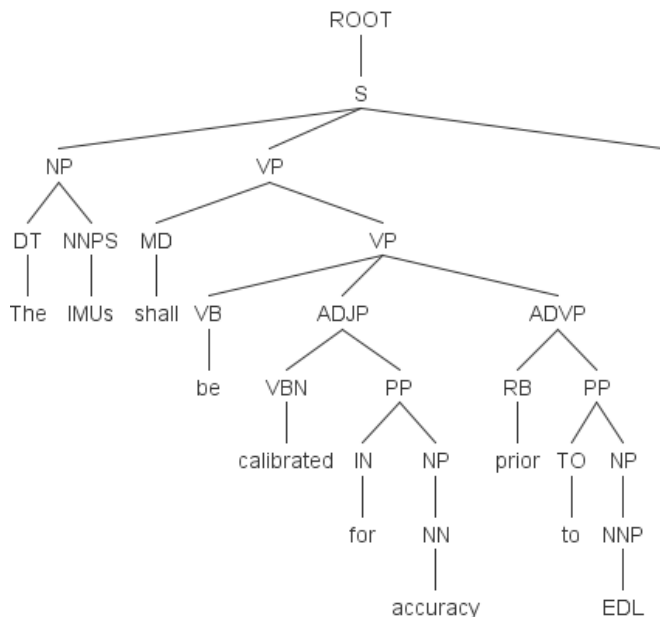 ROOT
S
NP VP
DT NNPS MD VP
The IMUs shall VB ADJP ADVP
be VBN PP RB PP
calibrated IN NP prior TO NP
for NN to NNP
accuracy EDL